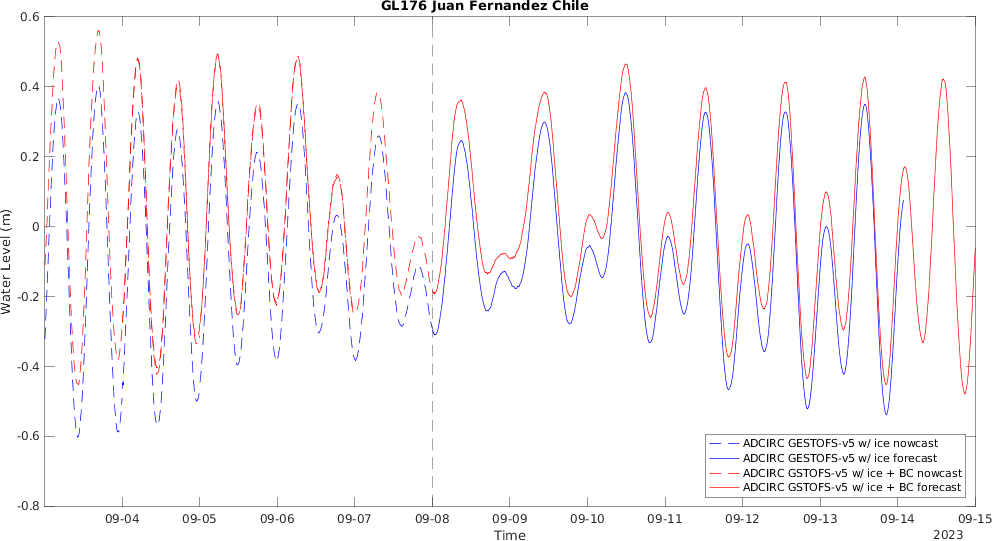 GL176 Juan Fernandez Chile
0.6
0.4
0.2
0
-0.2
-0.4
-0.6
-0.8
Water Level (m)
ADCIRC GESTOFS-v5 w/ ice nowcast
ADCIRC GESTOFS-v5 w/ ice forecast
ADCIRC GSTOFS-v5 w/ ice + BC nowcast
ADCIRC GSTOFS-v5 w/ ice + BC forecast
09-04 09-05 09-06 09-07 09-08 09-09 09-10 09-11 09-12 09-13 09-14 09-15
Time
2023